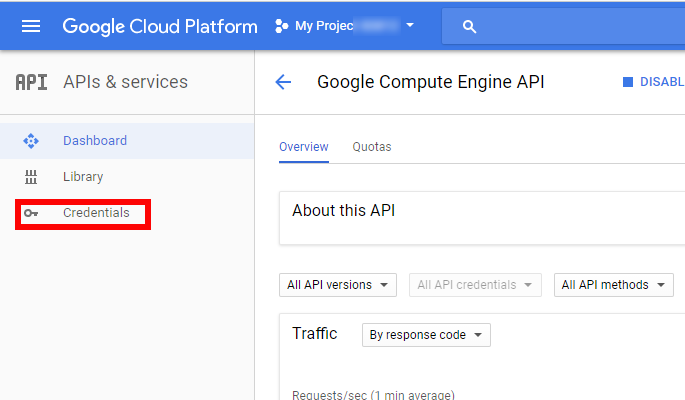 Google Cloud Platform My Projec
API APIs & services
Google Compute Engine API DISABL
Dashboard
Overview Quotas
Library
Credentials
About this API
All API versions All API credentials All API methods
Traffic By response code
Requests/sec (1 min average)